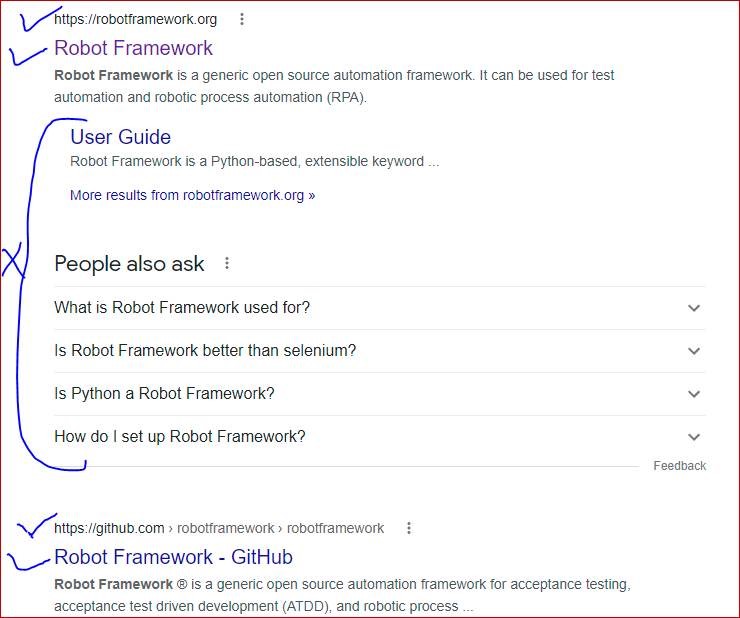 https://robotframework.org
Robot Framework
Robot Framework is a generic open source automation framework. It can be used for test
automation and robotic process automation (RPA).
User Guide
Robot Framework is a Python-based, extensible keyword ...
More results from robotframework.org »
People also ask
What is Robot Framework used for?
Is Robot Framework better than selenium?
Is Python a Robot Framework?
How do I set up Robot Framework?
Feedback
https://github.com › robotframework › robotframework
Robot Framework - GitHub
Robot Framework ® is a generic open source automation framework for acceptance testing,
acceptance test driven development (ATDD), and robotic process ...